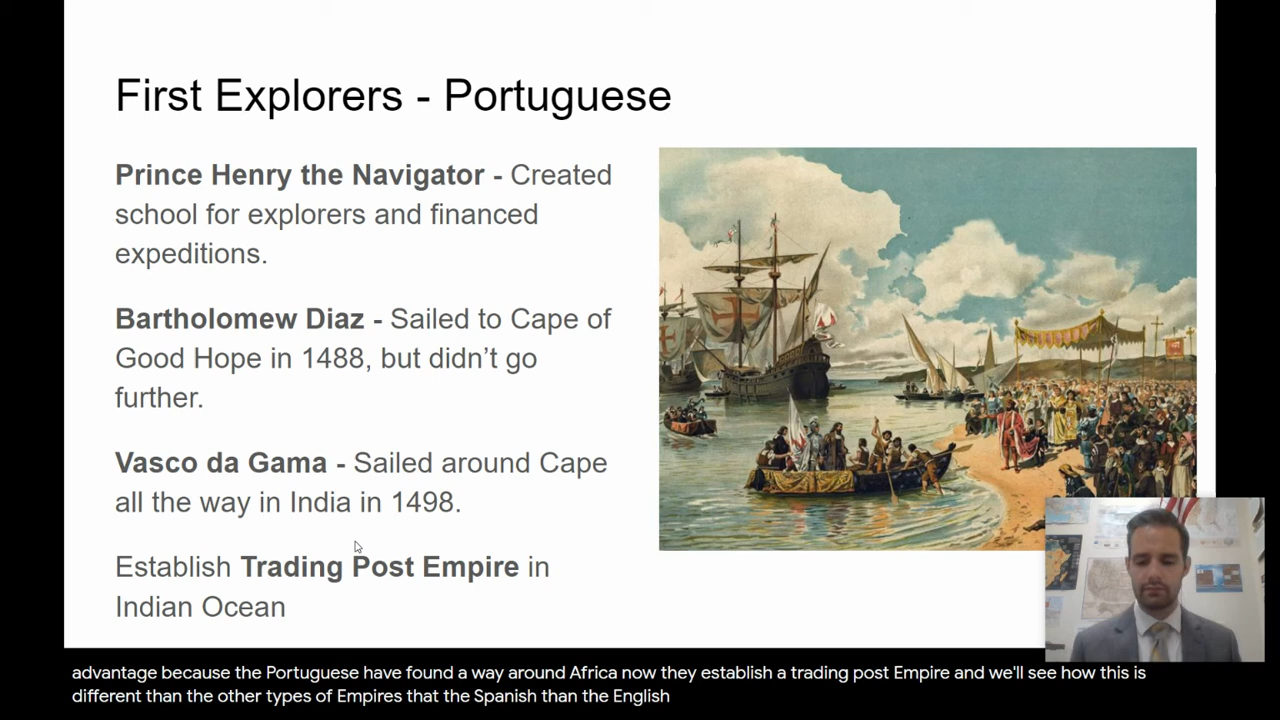 First Explorers - Portuguese
Prince Henry the Navigator - Created
school for explorers and financed
expeditions.
Bartholomew Diaz - Sailed to Cape of
Good Hope in 1488, but didn’t go
further.
Vasco da Gama - Sailed around Cape
all the way in India in 1498.
Establish Trading Post Empire in
Indian Ocean
advantage because the Portuguese have found a way around Africa now they establish a trading post Empire and we'll see how this is
different than the other types of Empires that the Spanish than the English